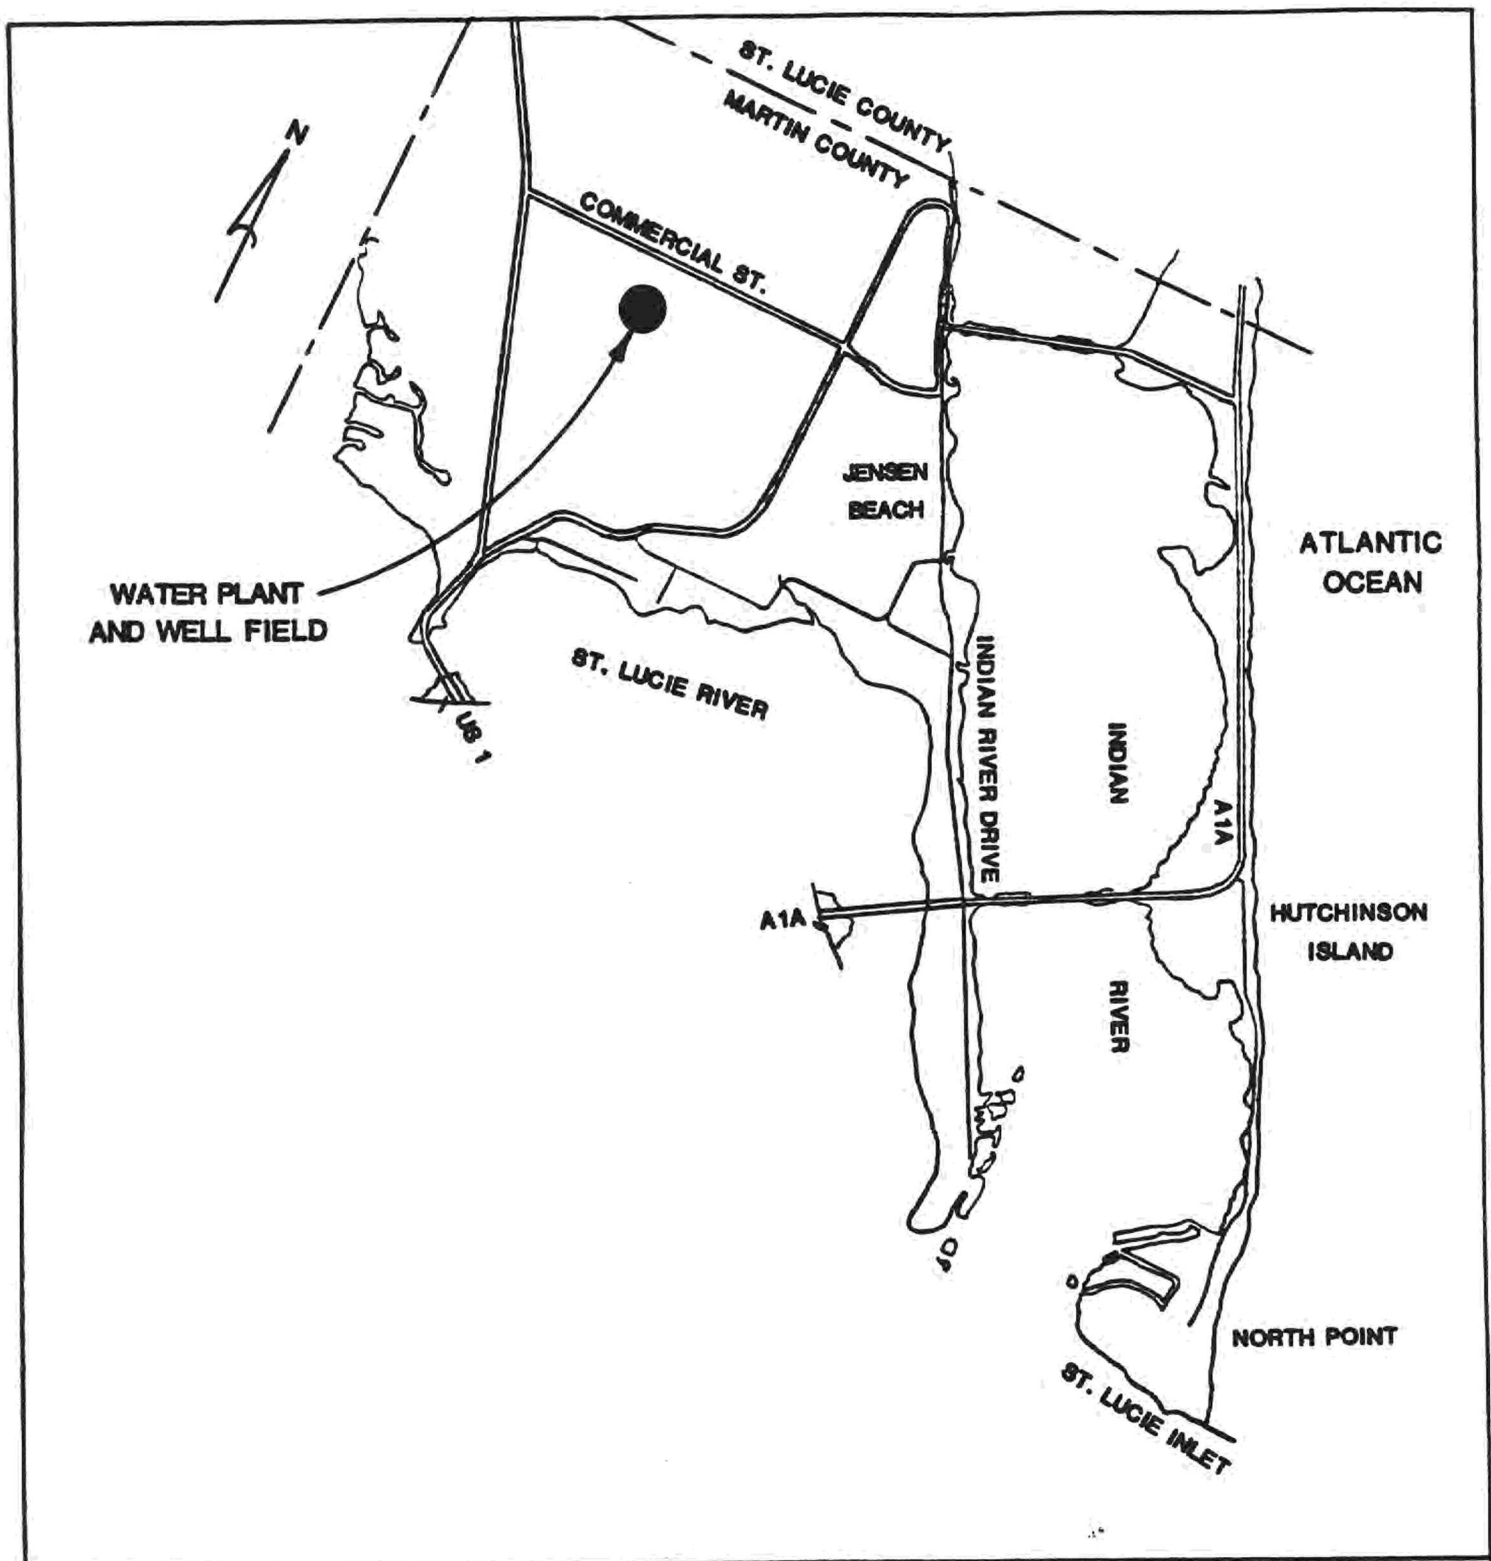 ST. LUCIE COUNTY
MARTIN COUNTY
N
COMMERCIAL ST.
JENSEN
BEACH
ATLANTIC
OCEAN
WATER PLANT
AND WELL FIELD
ST. LUCIE RIVER
US 1
INDIAN RIVER DRIVE
INDIAN
A1A
A1A
HUTCHINSON
ISLAND
RIVER
NORTH POINT
ST. LUCIE INLET